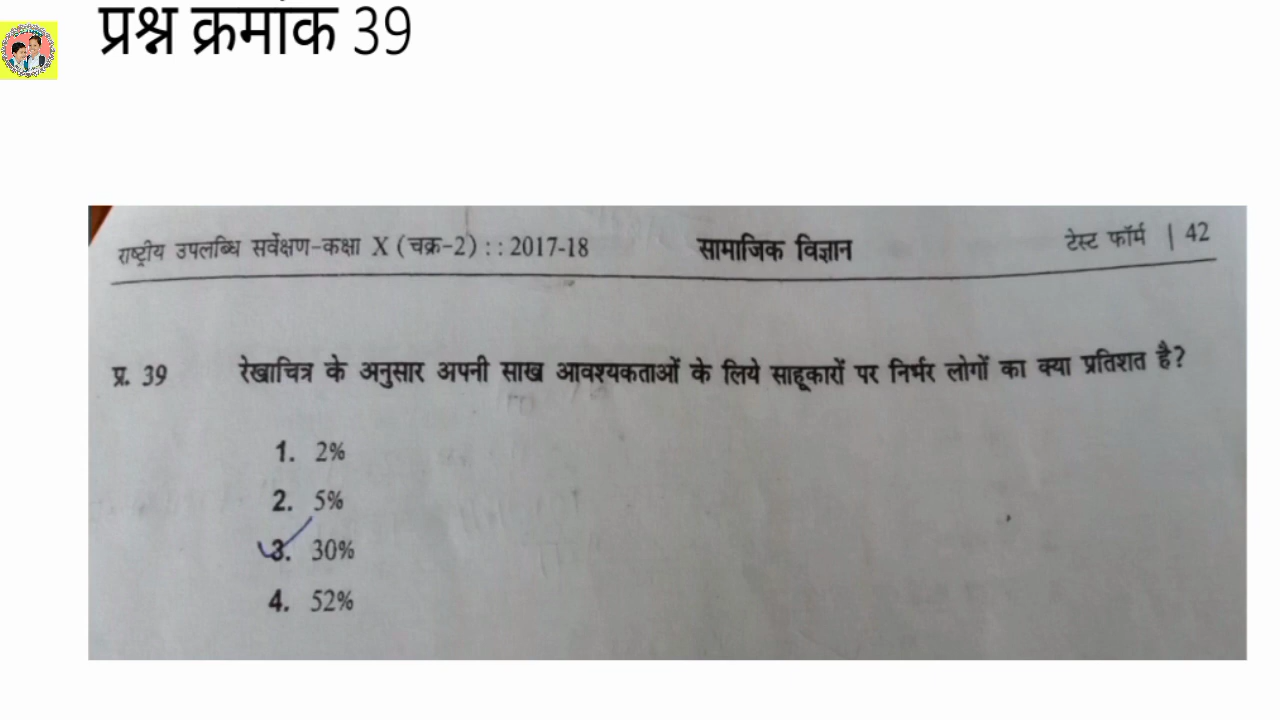 प्रश्न क्रमांक 39
राष्ट्रीय उपलब्धि सर्वेक्षण-कक्षा X (चक्र-2) : : 2017-18 सामाजिक विज्ञान टेस्ट फॉर्म | 42
प्र. 39 रेखाचित्र के अनुसार अपनी साख आवश्यकताओं के लिये साहूकारों पर निर्भर लोगों का क्या प्रतिशत है?
1. 2%
2. 5%
3. 30%
4. 52%